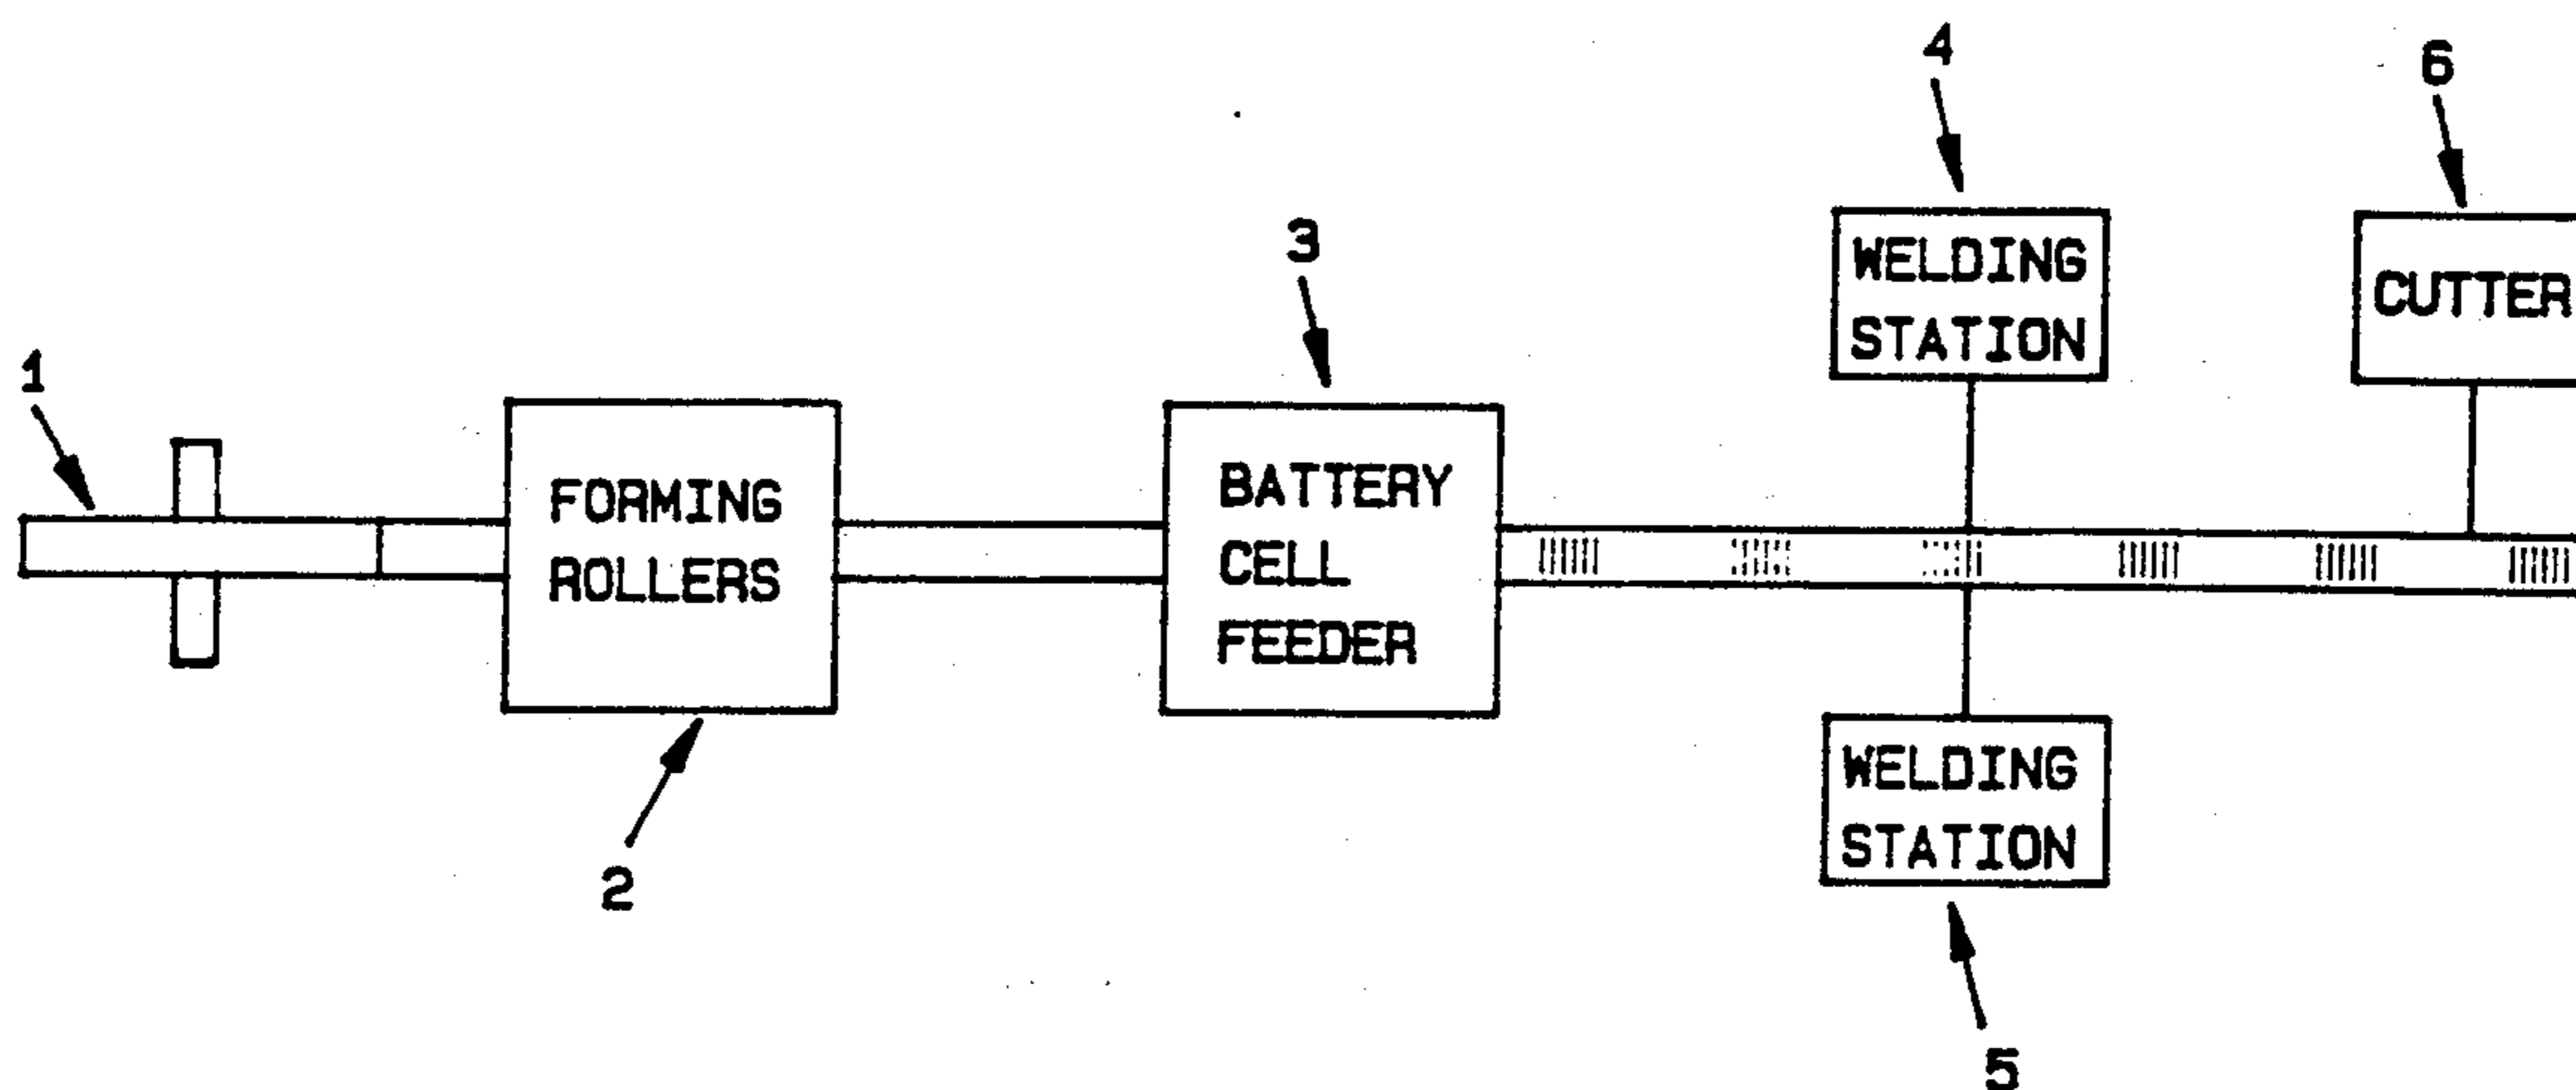 4
6
3
WELDING
STATION
CUTTER
1
FORMING
ROLLERS
BATTERY
CELL
FEEDER
2
WELDING
STATION
5